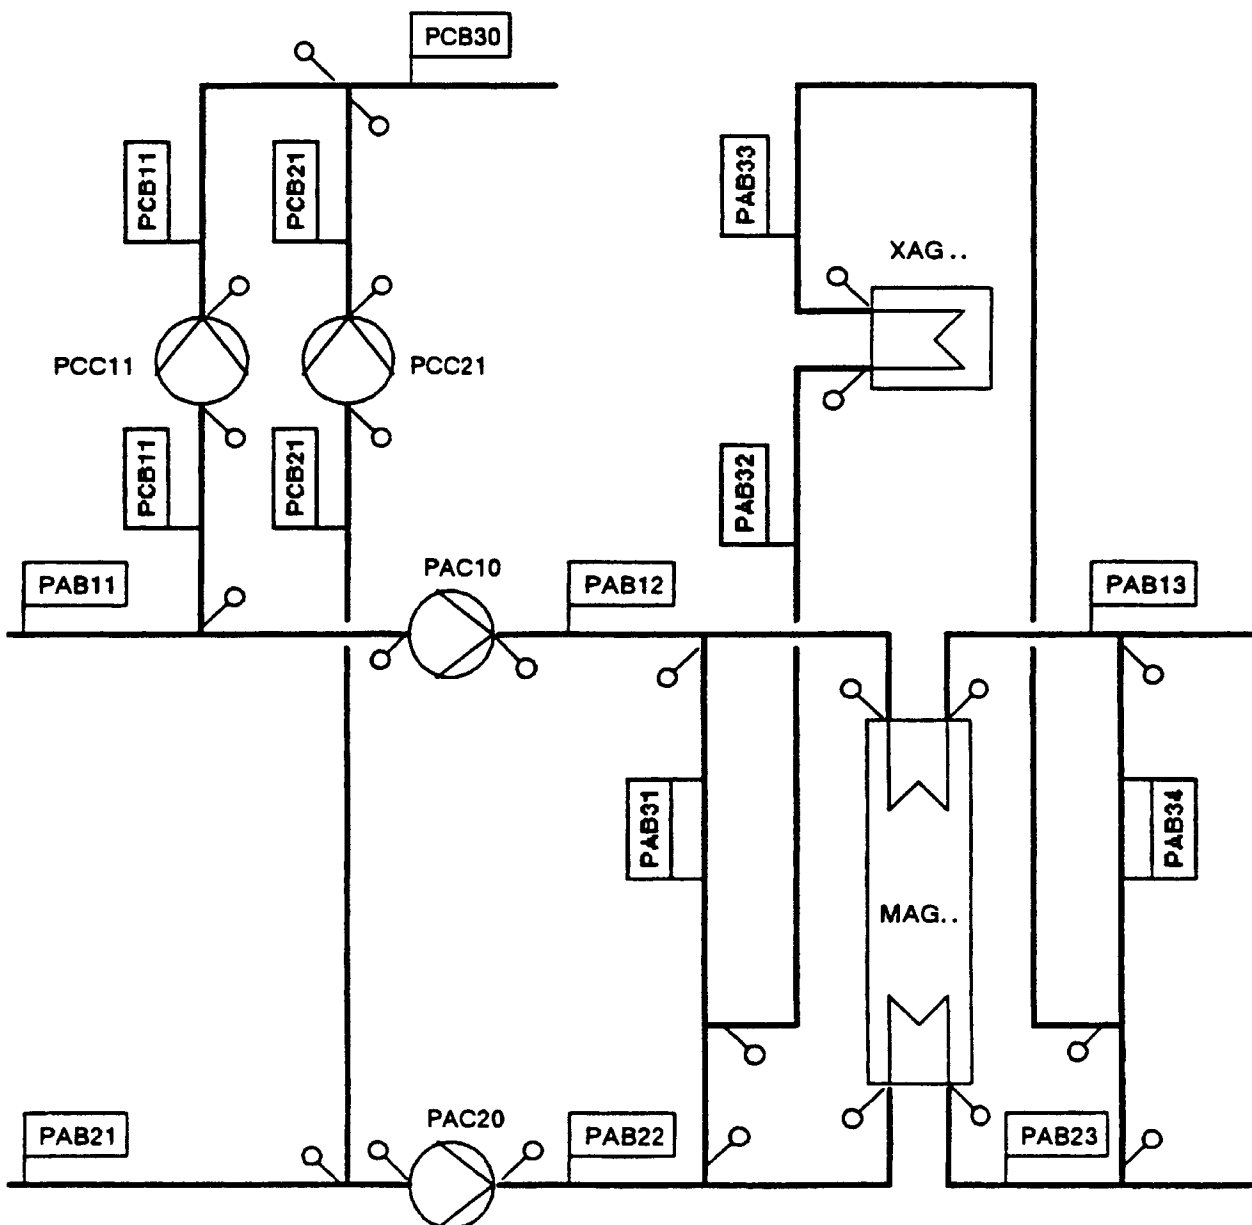 PCB30
PCB11
PCB21
PAB33
XAG..
PCC11
PCC21
PCB11
PCB21
PAB32
PAB11
PAC10
PAB12
PAB13
PAB31
PAB34
MAG..
PAB21
PAC20
PAB22
PAB23